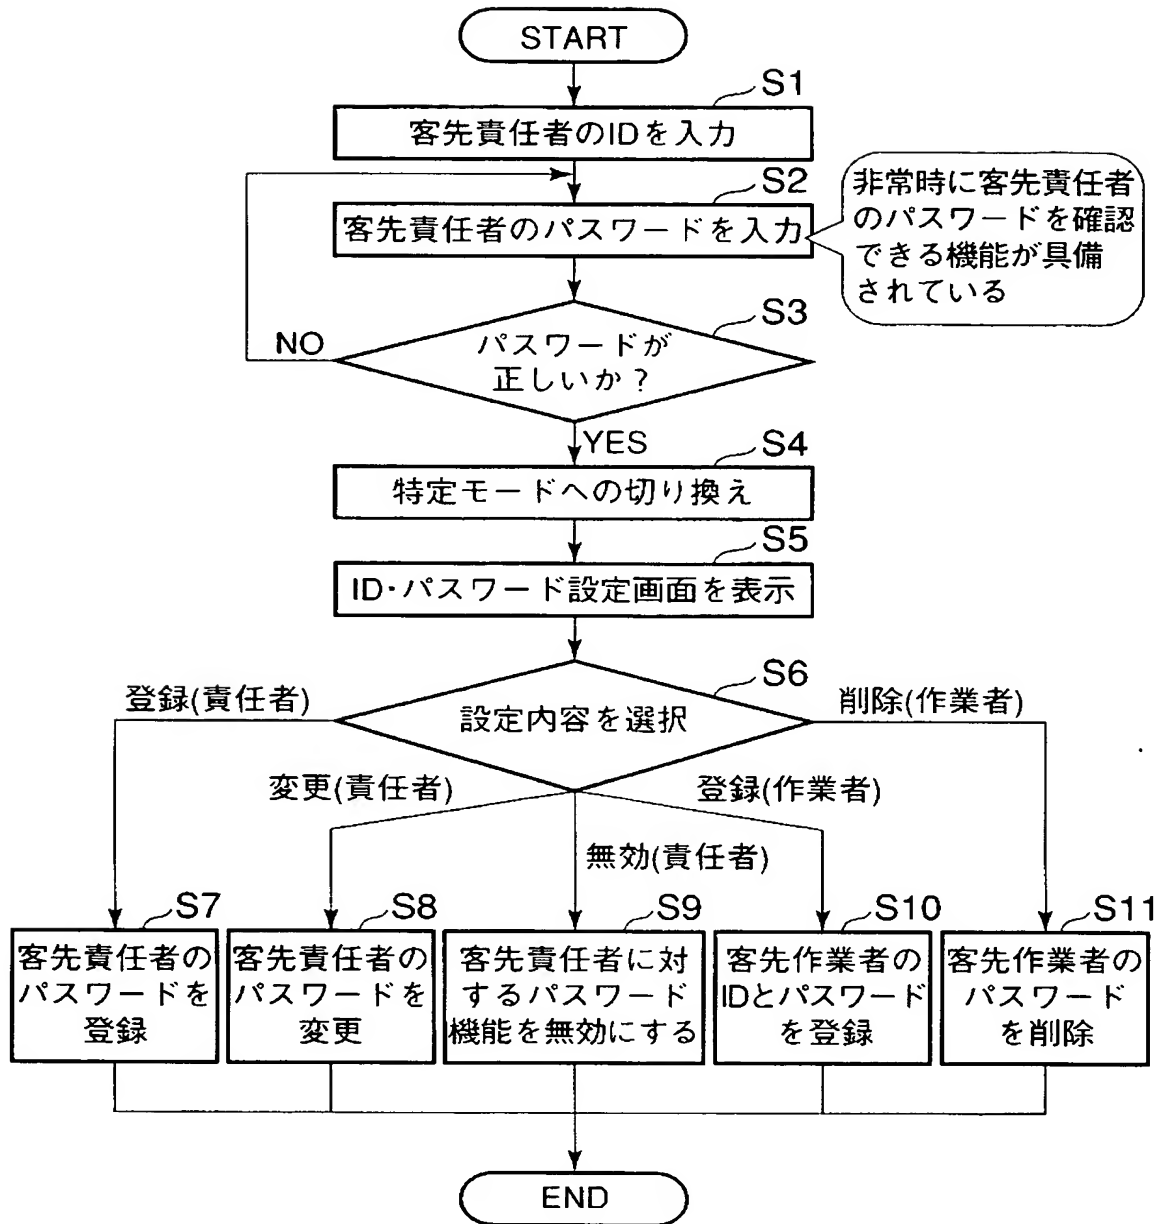 START
S1
客先責任者のIDを入力
S2
客先責任者のパスワードを入力
非常時に客先責任者
のパスワードを確認
できる機能が具備
されている
S3
パスワードが
正しいか?
NO
YES
S4
特定モードへの切り換え
S5
ID・パスワード設定画面を表示
S6
設定内容を選択
登録(責任者)
削除(作業者)
変更(責任者)
登録(作業者)
無効(責任者)
S7
客先責任者の
パスワードを
登録
S8
客先責任者の
パスワードを
変更
S9
客先責任者に対
するパスワード
機能を無効にする
S10
客先作業者の
IDとパスワード
を登録
S11
客先作業者の
パスワード
を削除
END